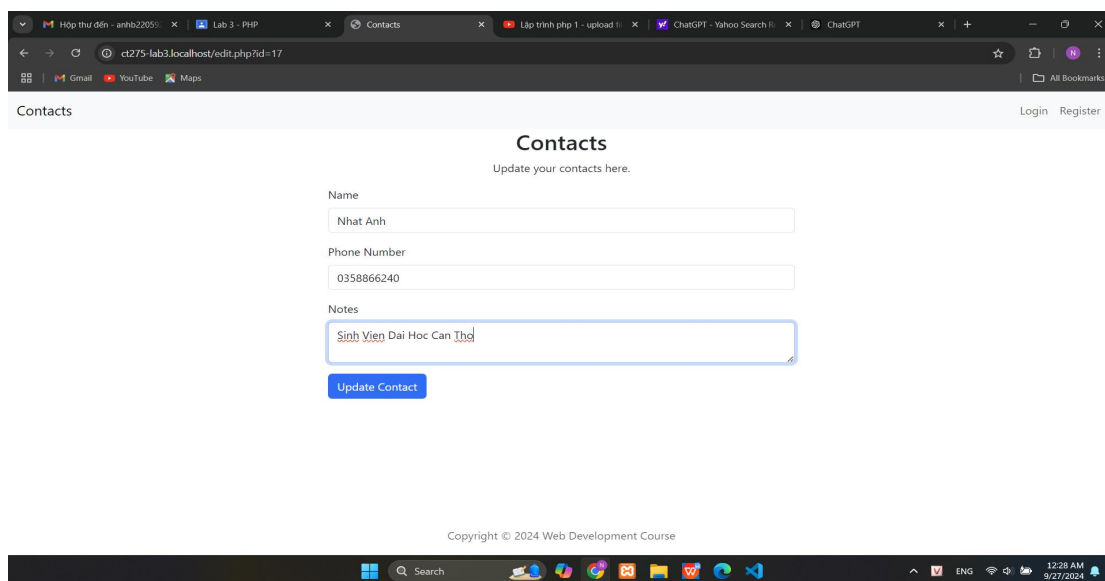 Hộp thư đến - anhb22059
Lab 3 - PHP
Contacts
Lập trình php 1 - upload fi
ChatGPT - Yahoo Search Re
ChatGPT
ct275-lab3.localhost/edit.php?id=17
Gmail
YouTube
Maps
All Bookmarks
Contacts
Login
Register
Contacts
Update your contacts here.
Name
Nhat Anh
Phone Number
0358866240
Notes
Sinh Vien Dai Hoc Can Tho
Update Contact
Copyright © 2024 Web Development Course
Search
ENG
12:28 AM
9/27/2024